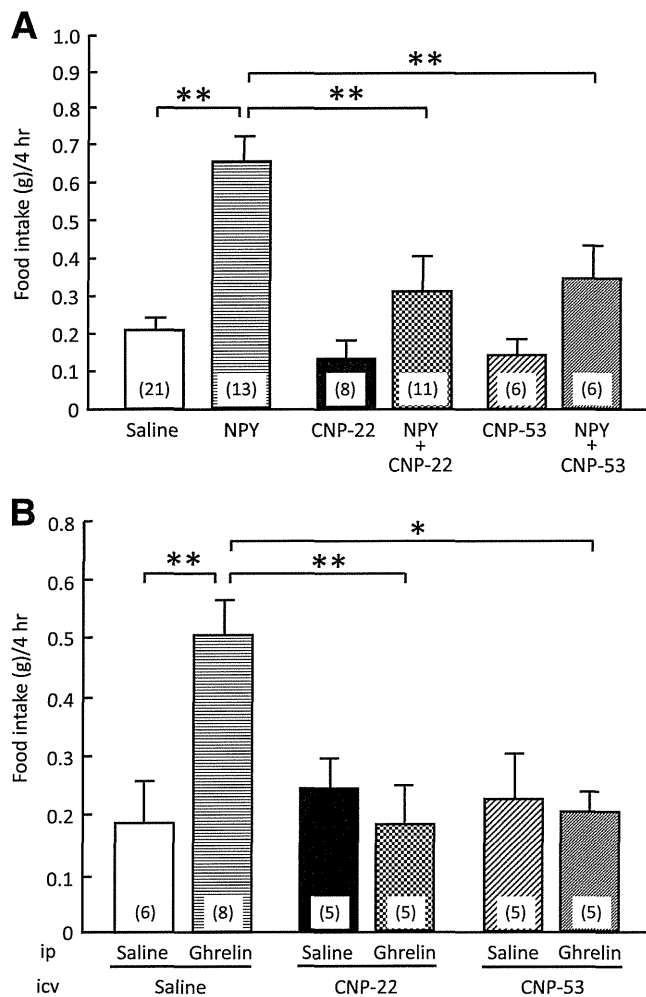 A
Food intake (g)/4 hr
1.0
0.9
0.8
0.7
0.6
0.5
0.4
0.3
0.2
0.1
0
**
**
**
(21) (13) (8) (11) (6) (6)
Saline NPY CNP-22 NPY + CNP-22 CNP-53 NPY + CNP-53
B
Food intake (g)/4 hr
0.8
0.6
0.5
0.4
0.3
0.2
0.1
0
*
**
**
(6) (8) (5) (5) (5) (5)
ip Saline Ghrelin Saline Ghrelin Saline Ghrelin
icv Saline CNP-22 CNP-53